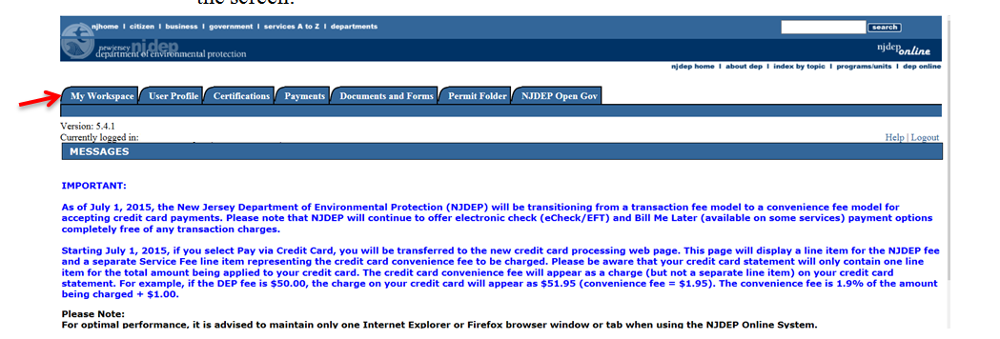 the screen.
njhome | citizen | business | government | services A to Z | departments
search
newjersey njdep
department of environmental protection
njdeponline
njdep home | about dep | index by topic | programs/units | dep online
My Workspace User Profile Certifications Payments Documents and Forms Permit Folder NJDEP Open Gov
Version: 5.4.1
Currently logged in:
Help | Logout
MESSAGES
IMPORTANT:
As of July 1, 2015, the New Jersey Department of Environmental Protection (NJDEP) will be transitioning from a transaction fee model to a convenience fee model for
accepting credit card payments. Please note that NJDEP will continue to offer electronic check (eCheck/EFT) and Bill Me Later (available on some services) payment options
completely free of any transaction charges.
Starting July 1, 2015, if you select Pay via Credit Card, you will be transferred to the new credit card processing web page. This page will display a line item for the NJDEP fee
and a separate Service Fee line item representing the credit card convenience fee to be charged. Please be aware that your credit card statement will only contain one line
item for the total amount being applied to your credit card. The credit card convenience fee will appear as a charge (but not a separate line item) on your credit card
statement. For example, if the DEP fee is $50.00, the charge on your credit card will appear as $51.95 (convenience fee = $1.95). The convenience fee is 1.9% of the amount
being charged + $1.00.
Please Note:
For optimal performance, it is advised to maintain only one Internet Explorer or Firefox browser window or tab when using the NJDEP Online System.